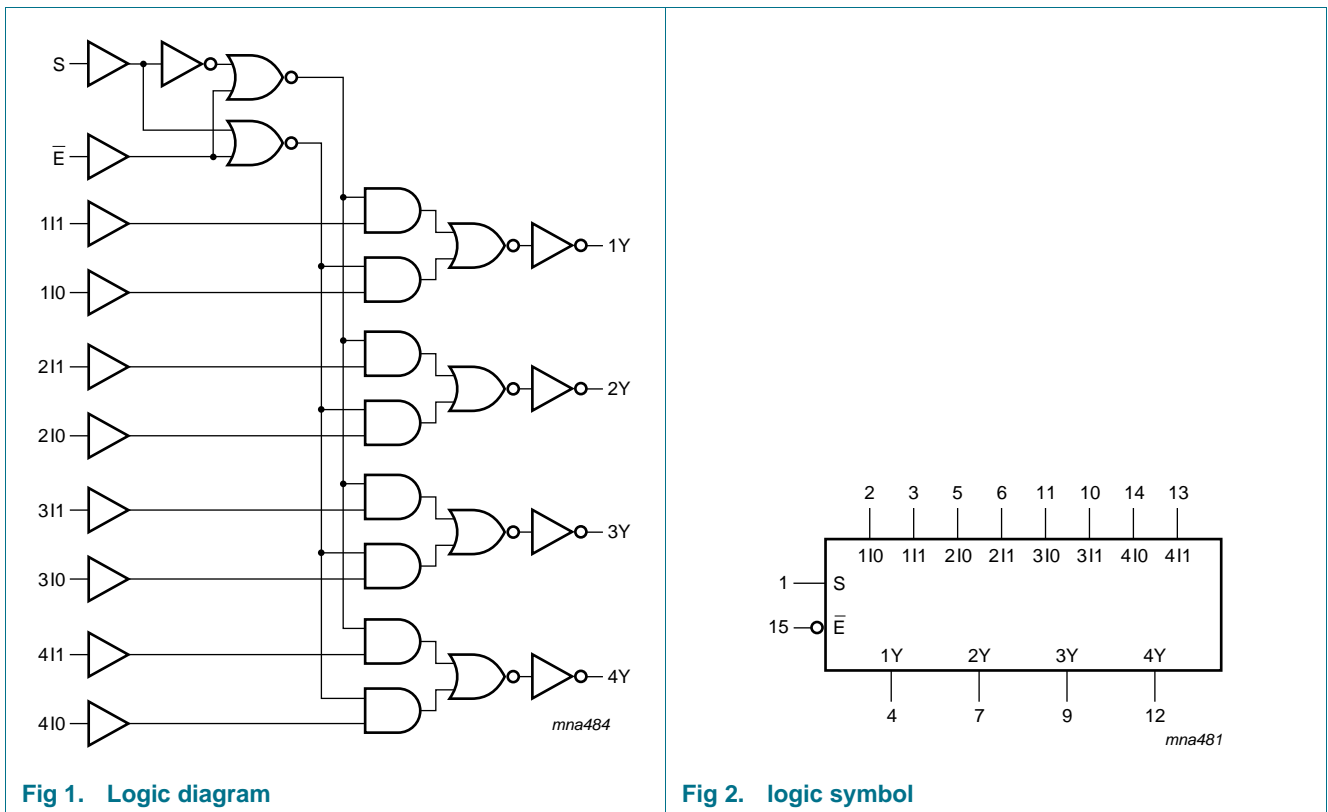 S
E̅
1I1
1I0
1Y
2I1
2I0
2Y
3I1
3I0
3Y
4I1
4I0
4Y
mna484
Fig 1. Logic diagram
2 3 5 6 11 10 14 13
1I0 1I1 2I0 2I1 3I0 3I1 4I0 4I1
1 S
15 E̅
1Y 2Y 3Y 4Y
4 7 9 12
mna481
Fig 2. logic symbol